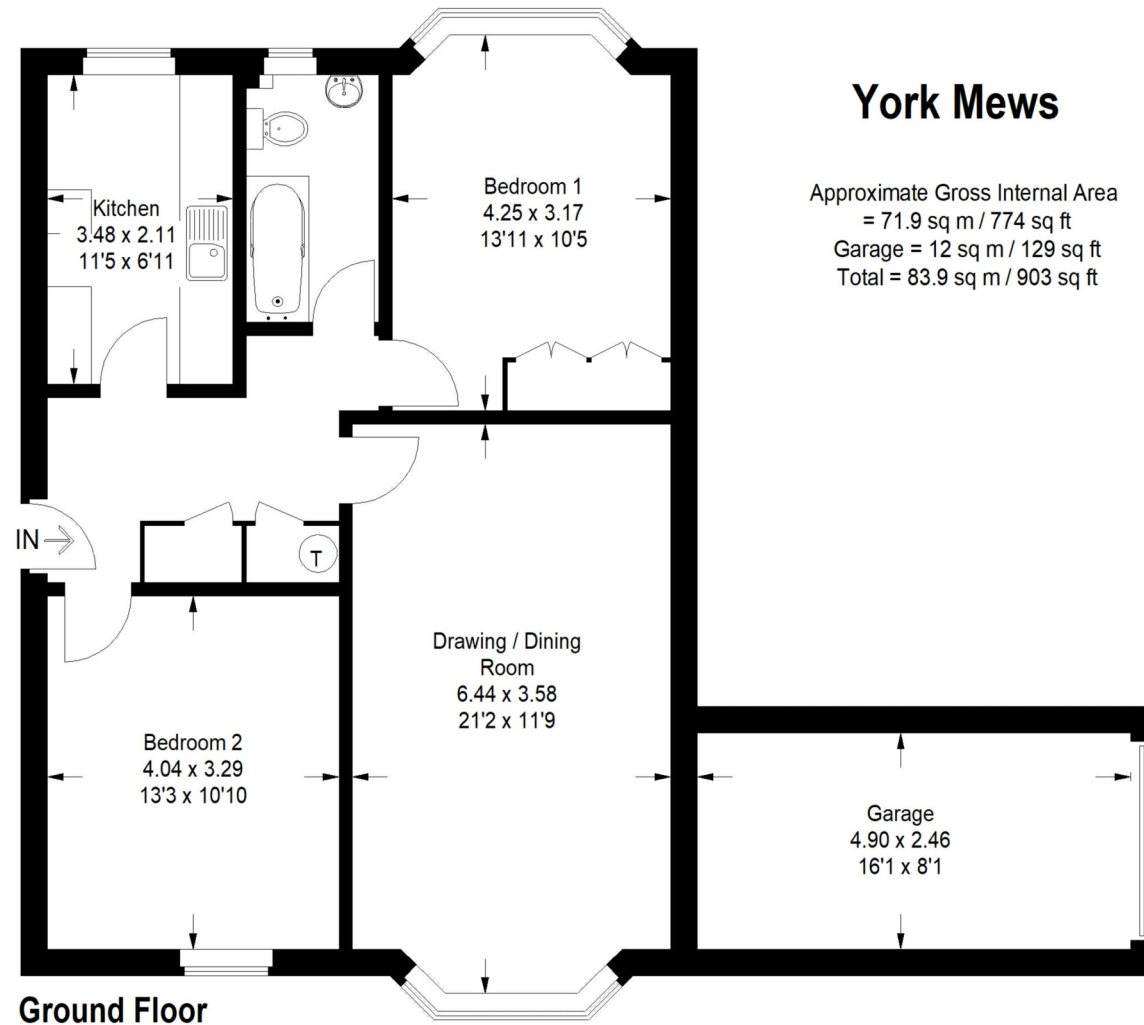 York Mews
Approximate Gross Internal Area
= 71.9 sq m / 774 sq ft
Garage = 12 sq m / 129 sq ft
Total = 83.9 sq m / 903 sq ft
Kitchen
3.48 x 2.11
11'5 x 6'11
Bedroom 1
4.25 x 3.17
13'11 x 10'5
IN
T
Drawing / Dining
Room
6.44 x 3.58
21'2 x 11'9
Bedroom 2
4.04 x 3.29
13'3 x 10'10
Garage
4.90 x 2.46
16'1 x 8'1
Ground Floor